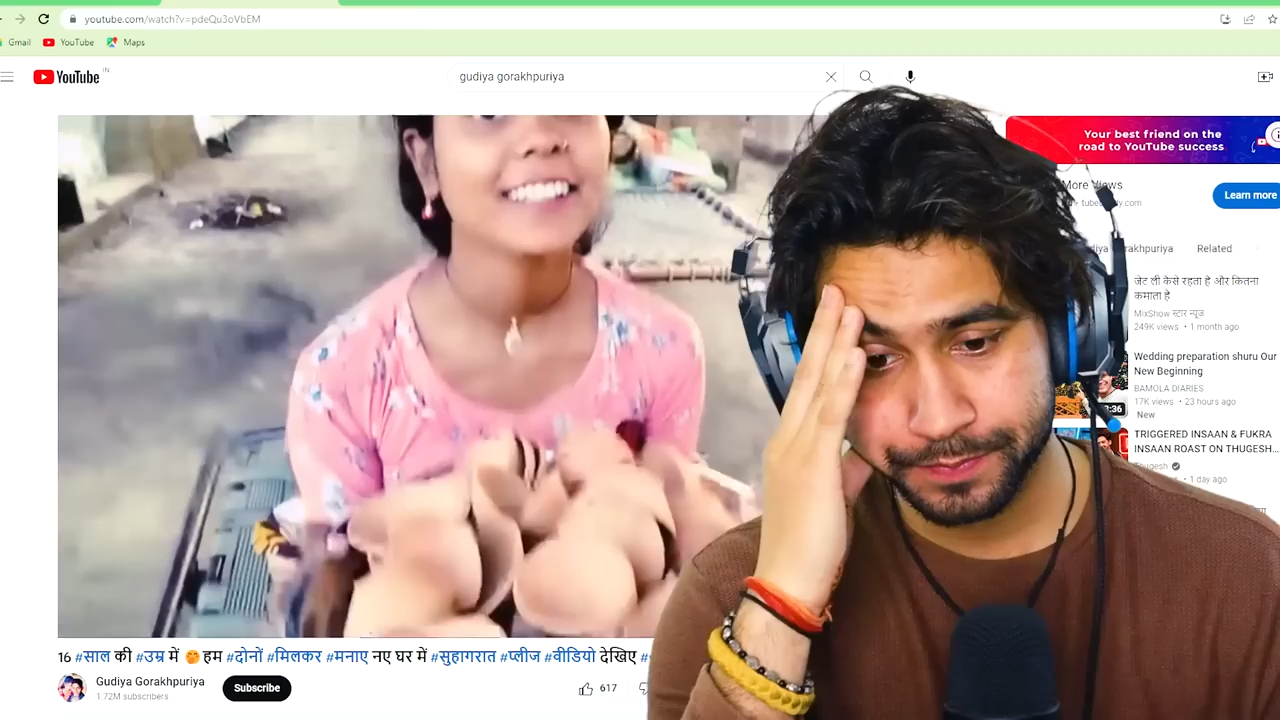 youtube.com/watch?v=pdeQu3oVbEM
Gmail YouTube Maps
YouTube IN
gudiya gorakhpuriya
Your best friend on the
road to YouTube success
More Views
Learn more
Related
जेट ली कैसे रहता है और कितना
कमाता है
MixShow स्टार न्यूज
249K views • 1 month ago
Wedding preparation shuru Our
New Beginning
BAMOLA DIARIES
17K views • 23 hours ago
New
TRIGGERED INSAAN & FUKRA
INSAAN ROAST ON THUGESH...
Thugesh
• 1 day ago
16 #साल की #उम्र में 🤭हम #दोनों #मिलकर #मनाए नए घर में #सुहागरात #प्लीज #वीडियो देखिए
Gudiya Gorakhpuriya
1.72M subscribers
Subscribe
617